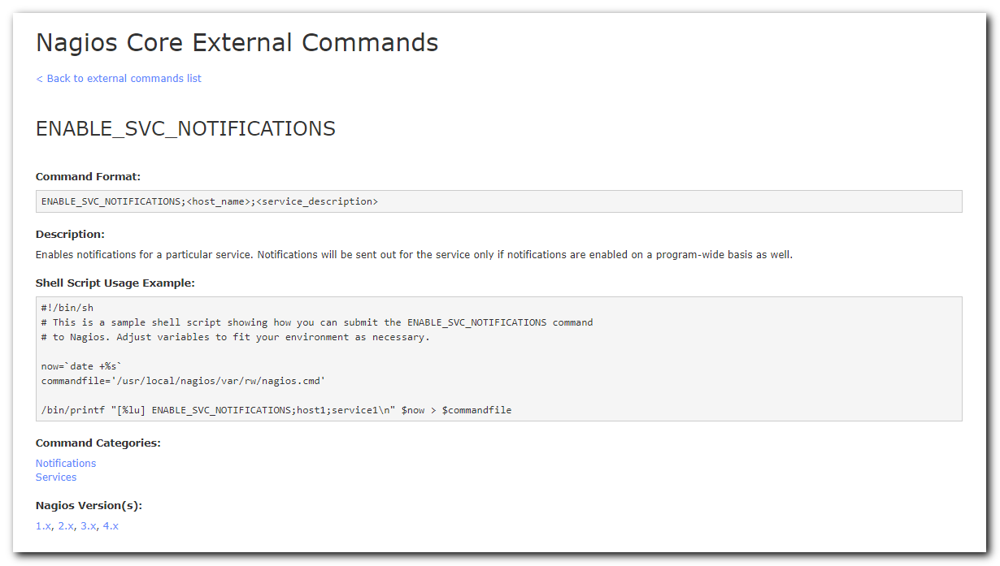 Nagios Core External Commands
< Back to external commands list
ENABLE_SVC_NOTIFICATIONS
Command Format:
ENABLE_SVC_NOTIFICATIONS;<host_name>;<service_description>
Description:
Enables notifications for a particular service. Notifications will be sent out for the service only if notifications are enabled on a program-wide basis as well.
Shell Script Usage Example:
#!/bin/sh
# This is a sample shell script showing how you can submit the ENABLE_SVC_NOTIFICATIONS command
# to Nagios. Adjust variables to fit your environment as necessary.
now=`date +%s`
commandfile='/usr/local/nagios/var/rw/nagios.cmd'
/bin/printf "[%lu] ENABLE_SVC_NOTIFICATIONS;host1;service1\n" $now > $commandfile
Command Categories:
Notifications
Services
Nagios Version(s):
1.x, 2.x, 3.x, 4.x